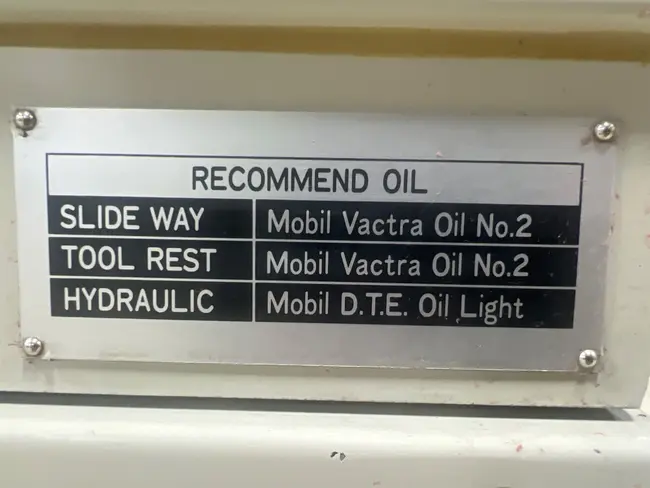 RECOMMEND OIL
SLIDE WAY Mobil Vactra Oil No.2
TOOL REST Mobil Vactra Oil No.2
HYDRAULIC Mobil D.T.E. Oil Light